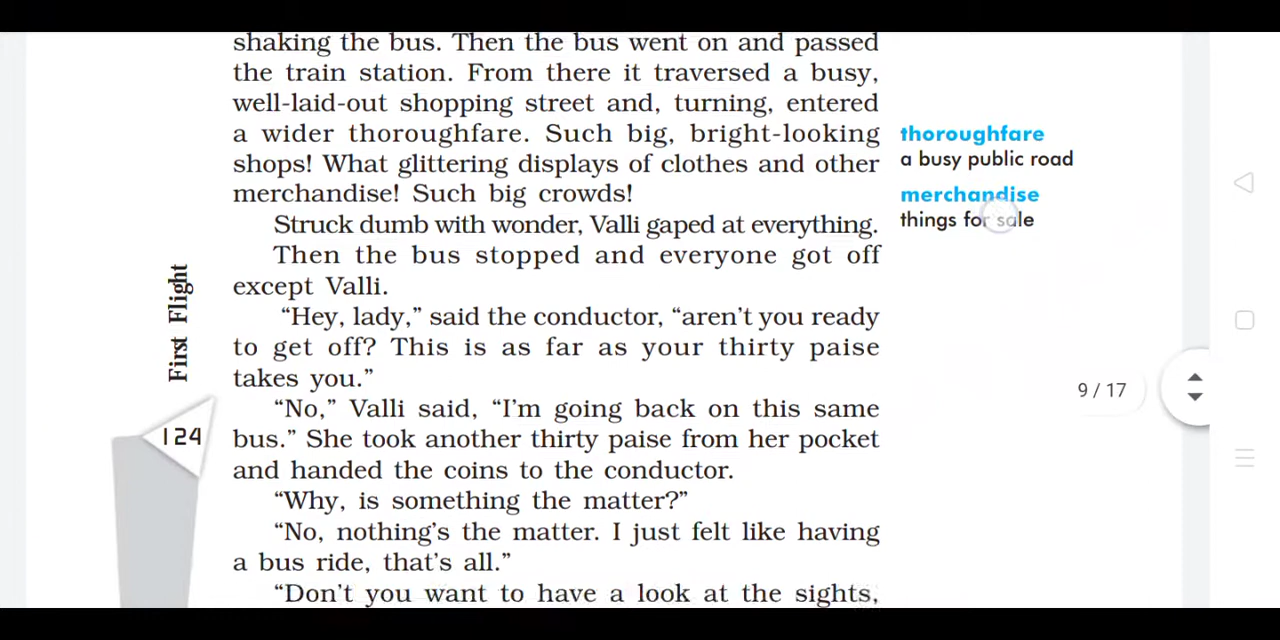 shaking the bus. Then the bus went on and passed
the train station. From there it traversed a busy,
well-laid-out shopping street and, turning, entered
a wider thoroughfare. Such big, bright-looking
shops! What glittering displays of clothes and other
merchandise! Such big crowds!
Struck dumb with wonder, Valli gaped at everything.
Then the bus stopped and everyone got off
except Valli.
“Hey, lady,” said the conductor, “aren’t you ready
to get off? This is as far as your thirty paise
takes you.”
“No,” Valli said, “I’m going back on this same
bus.” She took another thirty paise from her pocket
and handed the coins to the conductor.
“Why, is something the matter?”
“No, nothing’s the matter. I just felt like having
a bus ride, that’s all.”
“Don’t you want to have a look at the sights,
thoroughfare
a busy public road
merchandise
things for sale
First Flight
124
9 / 17